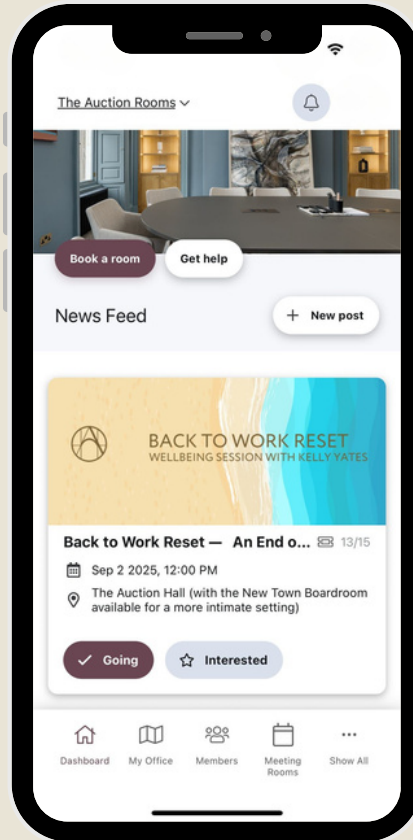 The Auction Rooms
Book a room
Get help
News Feed
+ New post
BACK TO WORK RESET
WELLBEING SESSION WITH KELLY YATES
Back to Work Reset — An End o... 13/15
Sep 2 2025, 12:00 PM
The Auction Hall (with the New Town Boardroom
available for a more intimate setting)
Going
Interested
Dashboard
My Office
Members
Meeting
Rooms
Show All